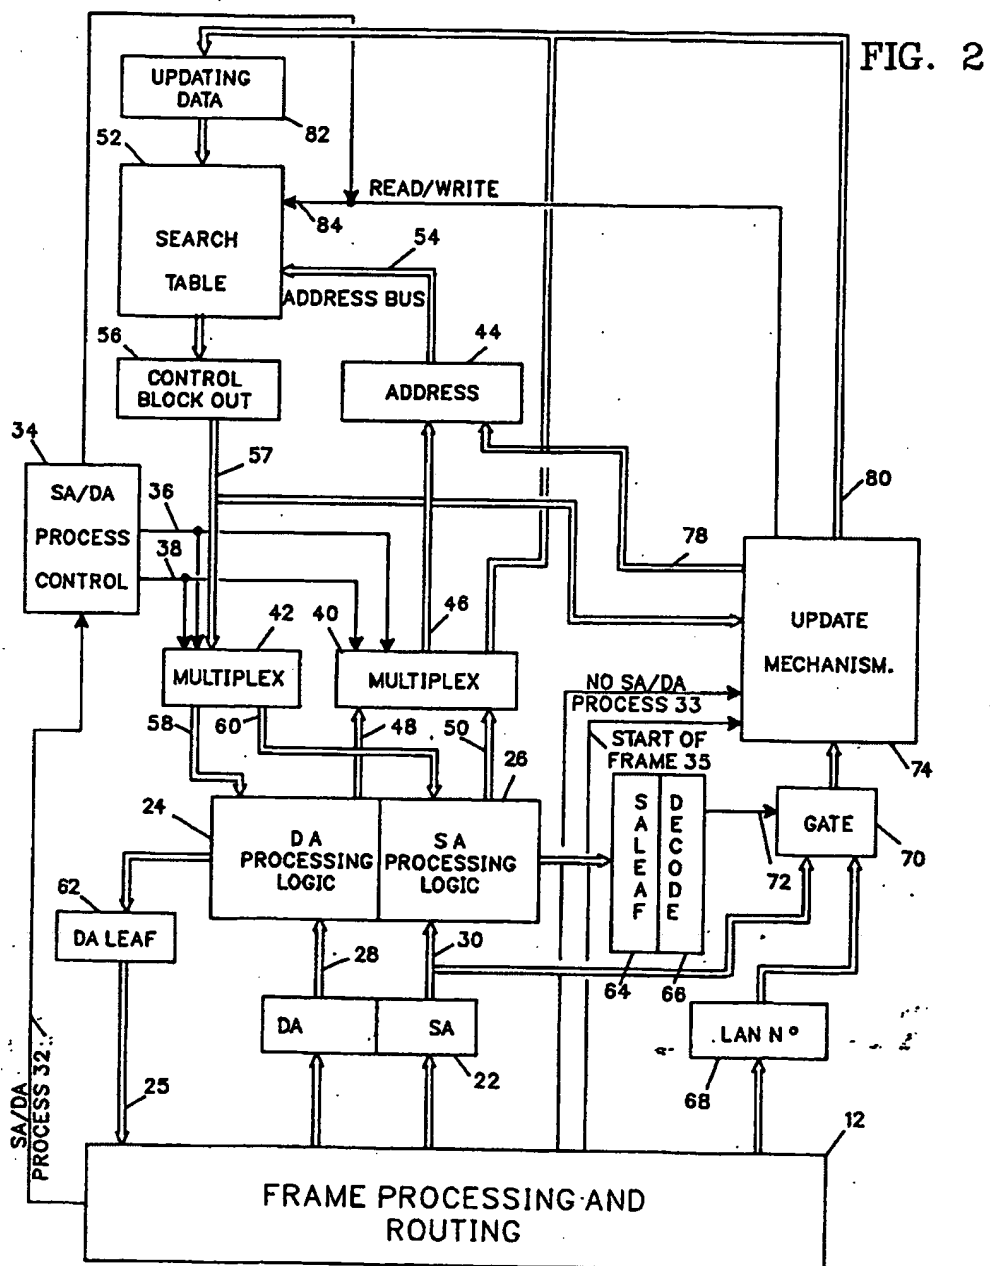 FIG. 2
UPDATING
DATA
82
52
SEARCH
TABLE
READ/WRITE
84
54
ADDRESS BUS
56
CONTROL
BLOCK OUT
44
ADDRESS
34
SA/DA
PROCESS
CONTROL
36
38
57
80
78
46
42
MULTIPLEX
40
MULTIPLEX
UPDATE
MECHANISM.
74
NO SA/DA
PROCESS 33
START OF
FRAME 35
58
60
48
50
26
24
DA
PROCESSING
LOGIC
SA
PROCESSING
LOGIC
SALEAF
DECODE
64
66
72
GATE
70
62
DA LEAF
28
30
DA
SA
22
LAN Nº
68
25
SA/DA
PROCESS 32
12
FRAME PROCESSING AND
ROUTING